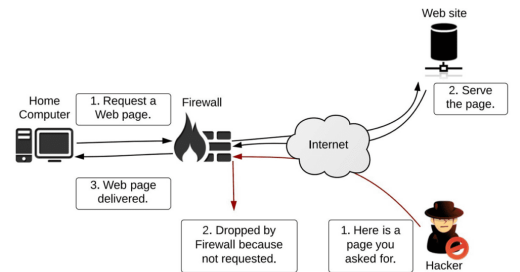 Web site
2. Serve
the page.
Home
Computer
1. Request a
Web page.
Firewall
Internet
3. Web page
delivered.
2. Dropped by
Firewall because
not requested.
1. Here is a
page you
asked for.
Hacker